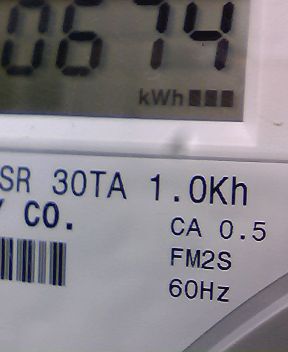 0674
kWh
SR 30TA 1.0Kh
Y CO.
CA 0.5
FM2S
60Hz